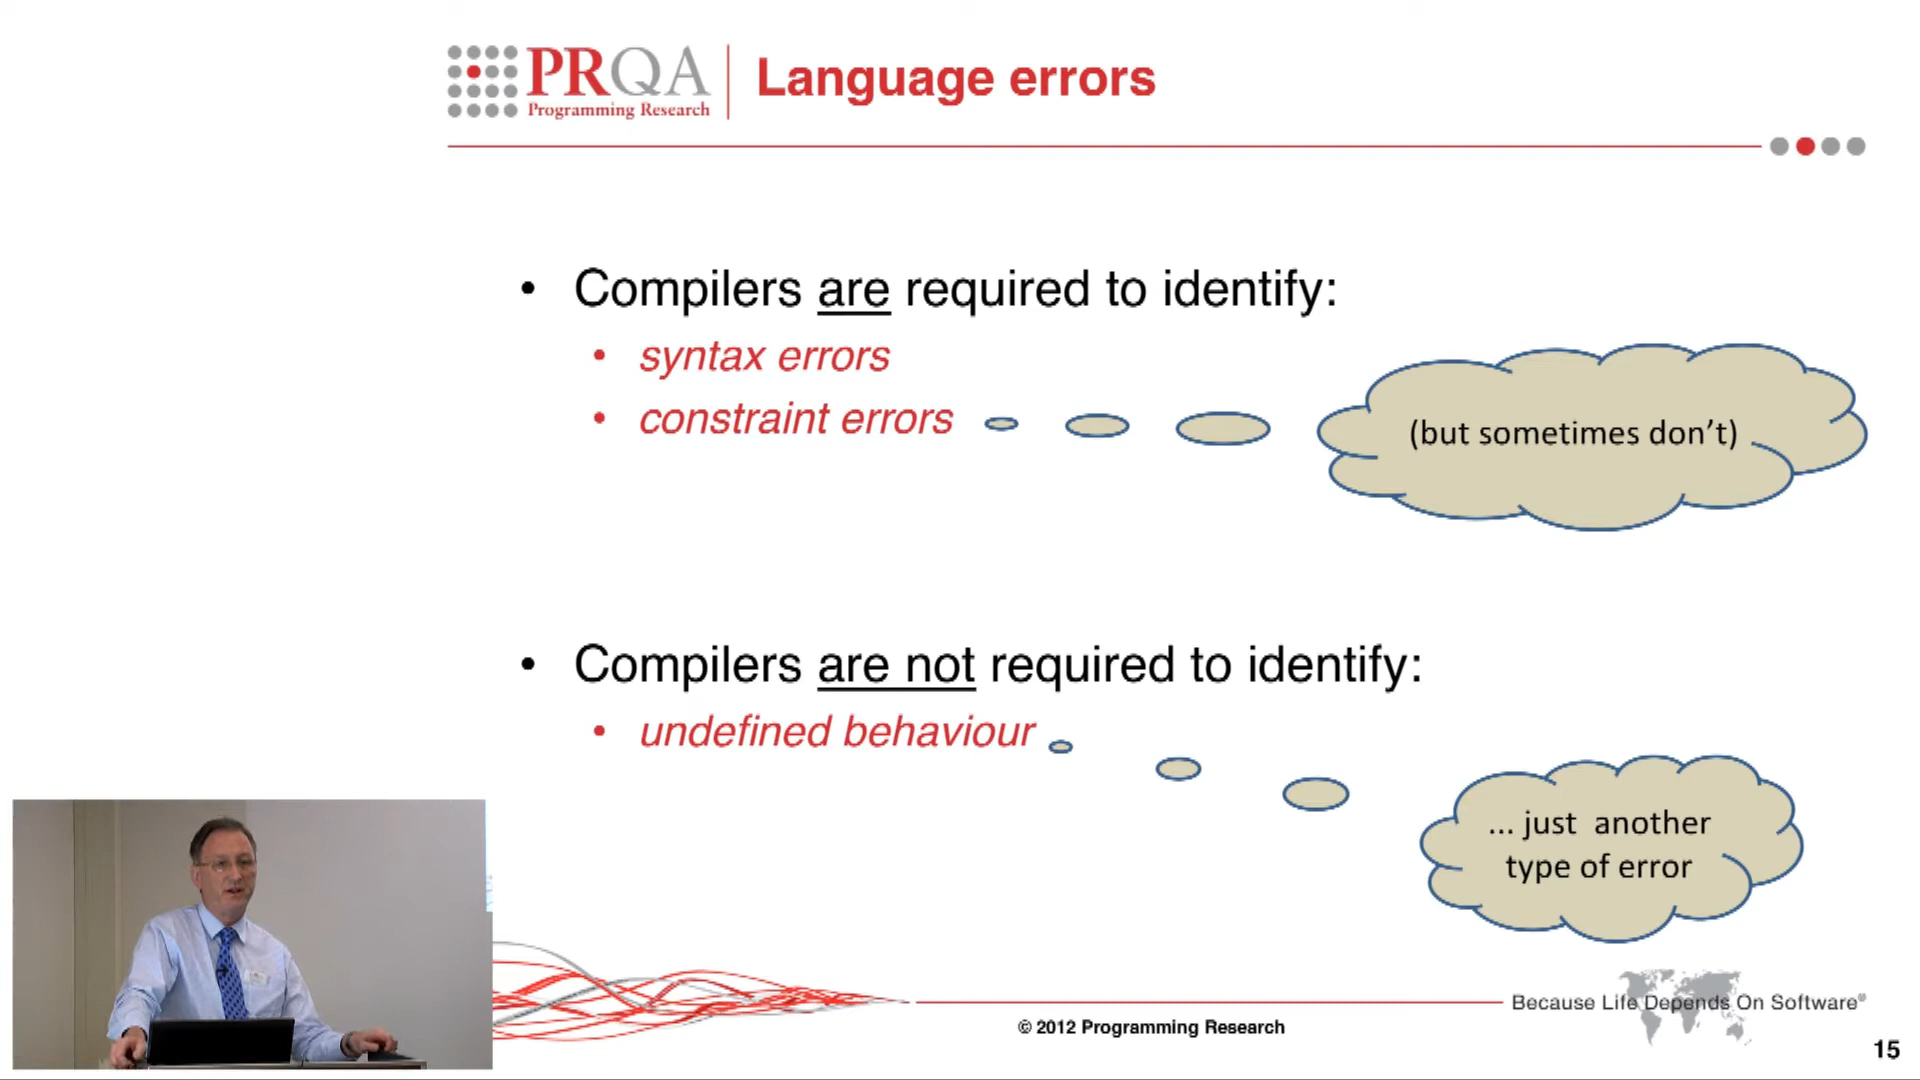 PRQA
Programming Research
Language errors
• Compilers are required to identify:
• syntax errors
• constraint errors
(but sometimes don't)
• Compilers are not required to identify:
• undefined behaviour
... just another
type of error
Because Life Depends On Software®
© 2012 Programming Research
15